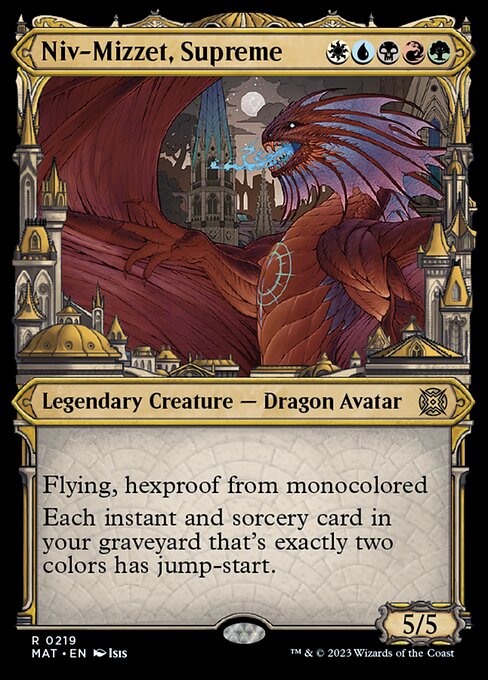 Niv-Mizzet, Supreme
Legendary Creature — Dragon Avatar
Flying, hexproof from monocolored
Each instant and sorcery card in
your graveyard that's exactly two
colors has jump-start.
5/5
R 0219
MAT • EN Isis
™ & © 2023 Wizards of the Coast